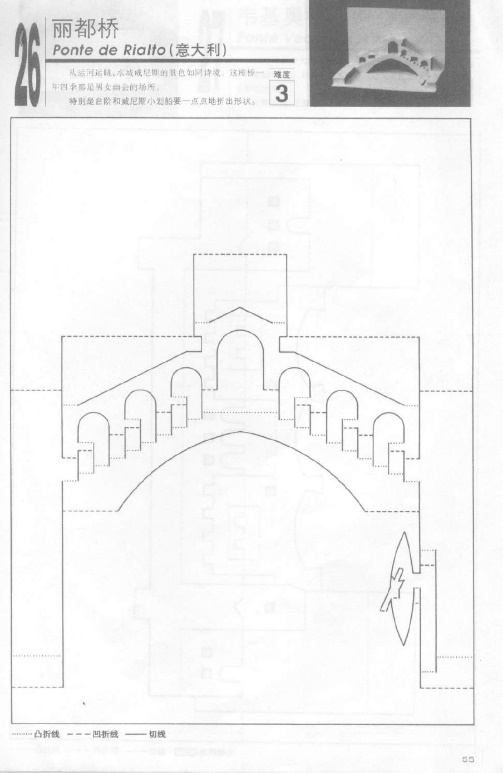 26
丽都桥
Ponte de Rialto(意大利)
从运河远眺,水城威尼斯的景色如同诗境。这座桥一
年四季都是男女幽会的场所。
特别是台阶和威尼斯小划船要一点点地折出形状。
难度
3
凸折线 凹折线 切线
55